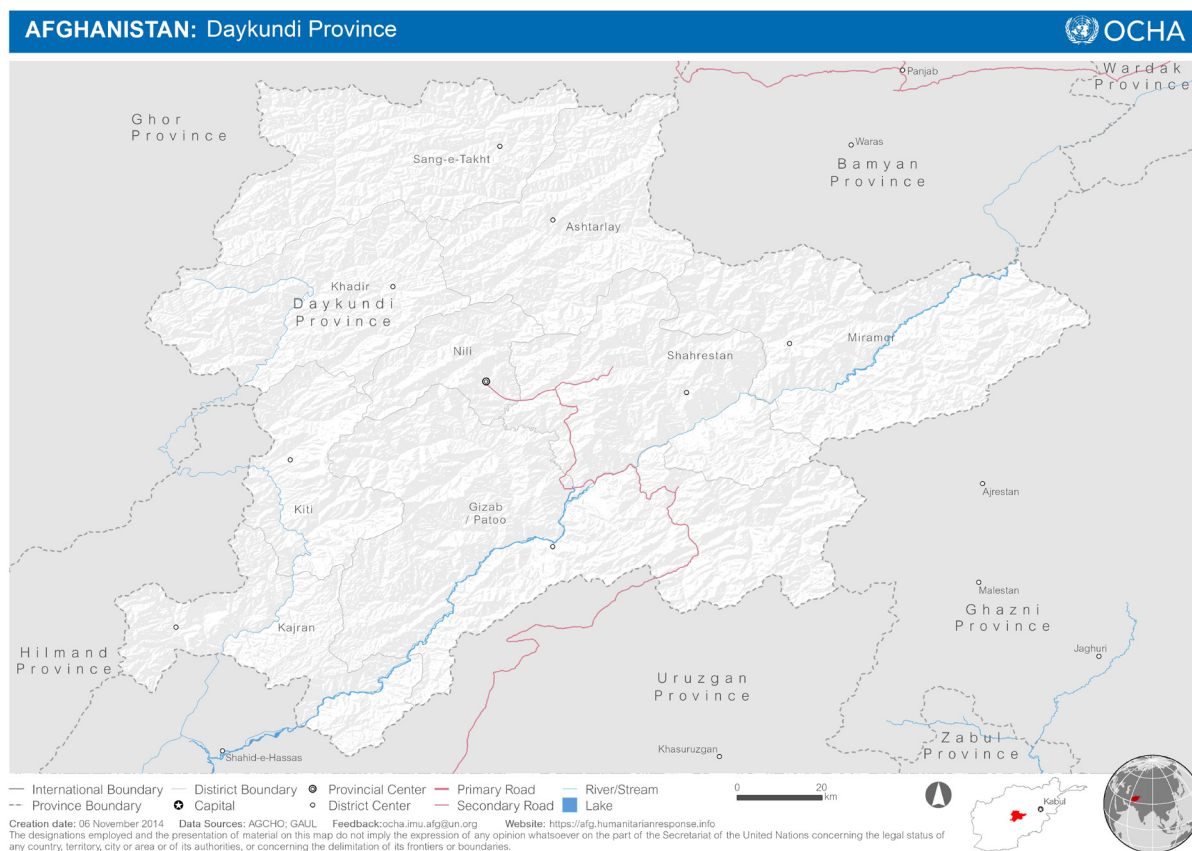 AFGHANISTAN: Daykundi Province
OCHA
Panjab
Wardak
Province
Ghor
Province
Waras
Sang-e-Takht
Bamyan
Province
Ashtarlay
Khadir
Daykundi
Province
Miramor
Nili
Shahrestan
Ajrestan
Kiti
Gizab
/ Patoo
Malestan
Ghazni
Province
Kajran
Jaghuri
Hilmand
Province
Uruzgan
Province
Zabul
Province
Khasuruzgan
Shahid-e-Hassas
International Boundary
District Boundary
Provincial Center
Primary Road
River/Stream
0
20
km
Province Boundary
Capital
District Center
Secondary Road
Lake
Kabul
Creation date: 06 November 2014 Data Sources: AGCHO; GAUL Feedback:ocha.imu.afg@un.org Website: https://afg.humanitarianresponse.info
The designations employed and the presentation of material on this map do not imply the expression of any opinion whatsoever on the part of the Secretariat of the United Nations concerning the legal status of
any country, territory, city or area or of its authorities, or concerning the delimitation of its frontiers or boundaries.